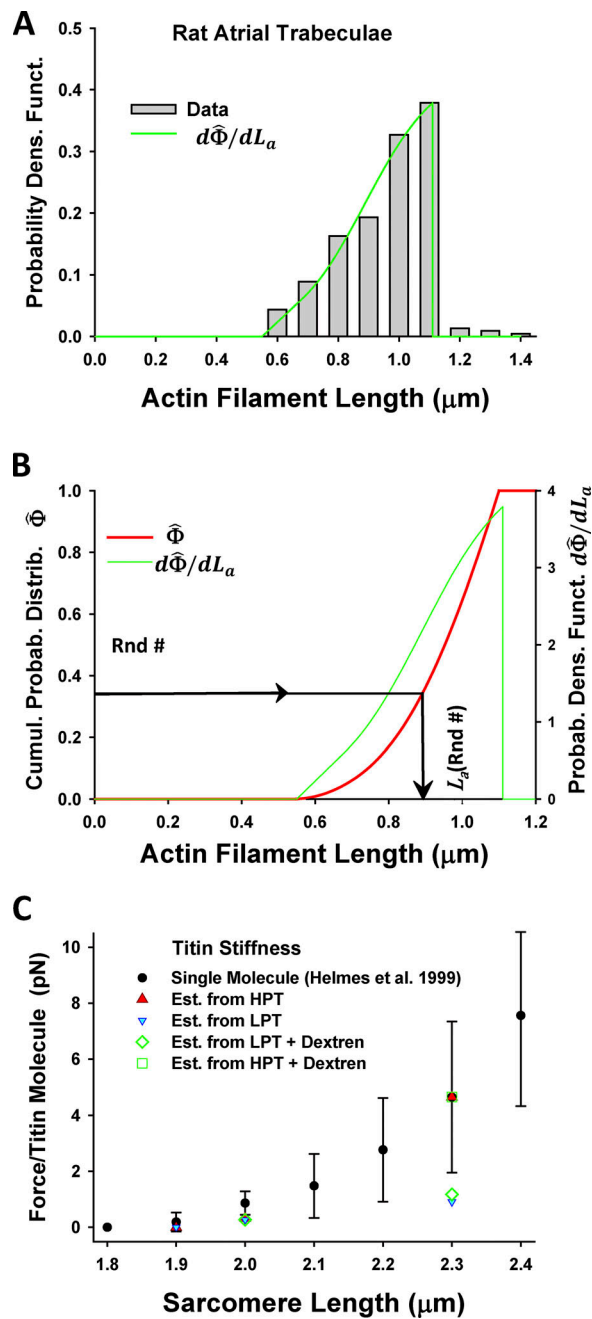 A
Rat Atrial Trabeculae
Probability Dens. Funct.
0.5
0.4
0.3
0.2
0.1
0.0
Data
dΦ̂/dLₐ
0.0 0.2 0.4 0.6 0.8 1.0 1.2 1.4
Actin Filament Length (μm)
B
Cumul. Probab. Distrib. Φ̂
1.0
0.8
0.6
0.4
0.2
0.0
Φ̂
dΦ̂/dLₐ
Rnd #
Lₐ(Rnd #)
4
3
2
1
0
Probab. Dens. Funct. dΦ̂/dLₐ
0.0 0.2 0.4 0.6 0.8 1.0 1.2
Actin Filament Length (μm)
C
Force/Titin Molecule (pN)
10
8
6
4
2
0
Titin Stiffness
Single Molecule (Helmes et al. 1999)
Est. from HPT
Est. from LPT
Est. from LPT + Dextren
Est. from HPT + Dextren
1.8 1.9 2.0 2.1 2.2 2.3 2.4
Sarcomere Length (μm)